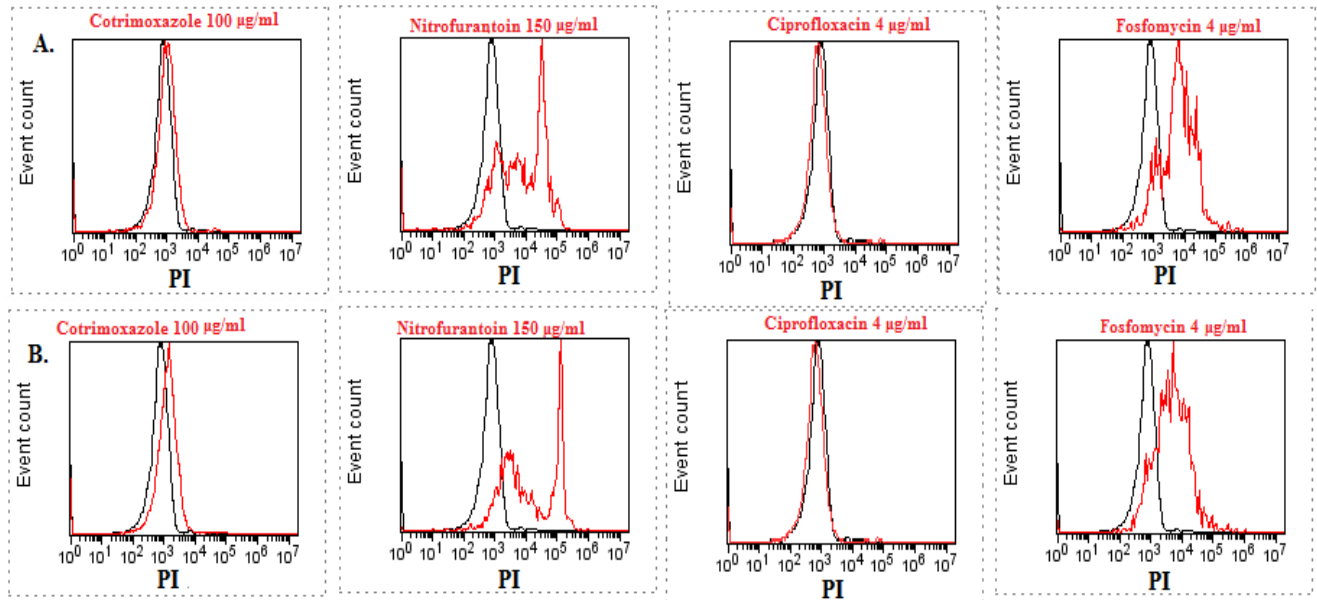 A.
Cotrimoxazole 100 µg/ml
Event count
10⁰ 10¹ 10² 10³ 10⁴ 10⁵ 10⁶ 10⁷
PI
Nitrofurantoin 150 µg/ml
Event count
10⁰ 10¹ 10² 10³ 10⁴ 10⁵ 10⁶ 10⁷
PI
Ciprofloxacin 4 µg/ml
Event count
10⁰ 10¹ 10² 10³ 10⁴ 10⁵ 10⁶ 10⁷
PI
Fosfomycin 4 µg/ml
Event count
10⁰ 10¹ 10² 10³ 10⁴ 10⁵ 10⁶ 10⁷
PI
B.
Cotrimoxazole 100 µg/ml
Event count
10⁰ 10¹ 10² 10³ 10⁴ 10⁵ 10⁶ 10⁷
PI
Nitrofurantoin 150 µg/ml
Event count
10⁰ 10¹ 10² 10³ 10⁴ 10⁵ 10⁶ 10⁷
PI
Ciprofloxacin 4 µg/ml
Event count
10⁰ 10¹ 10² 10³ 10⁴ 10⁵ 10⁶ 10⁷
PI
Fosfomycin 4 µg/ml
Event count
10⁰ 10¹ 10² 10³ 10⁴ 10⁵ 10⁶ 10⁷
PI